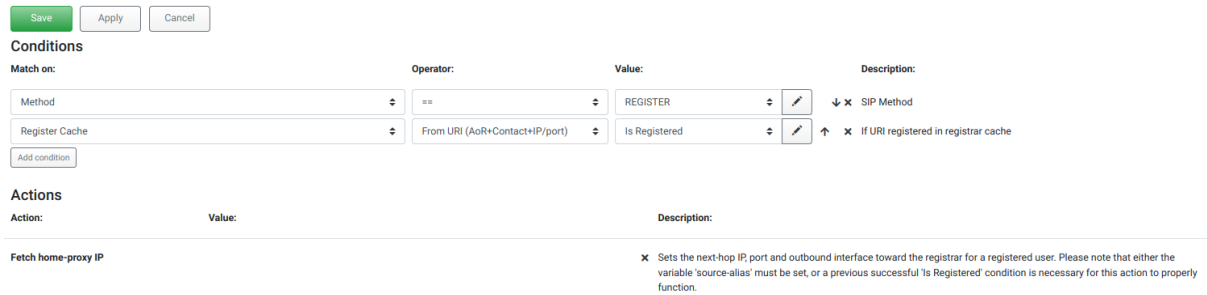 Save Apply Cancel
Conditions
Match on: Operator: Value: Description:
Method == REGISTER SIP Method
Register Cache From URI (AoR+Contact+IP/port) Is Registered If URI registered in registrar cache
Add condition
Actions
Action: Value: Description:
Fetch home-proxy IP Sets the next-hop IP, port and outbound interface toward the registrar for a registered user. Please note that either the
variable 'source-alias' must be set, or a previous successful 'Is Registered' condition is necessary for this action to properly
function.